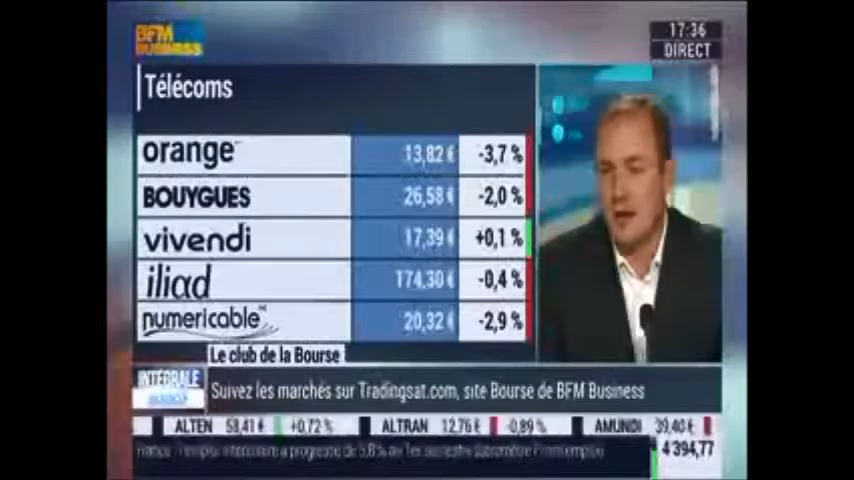 BFM
BUSINESS
17:36
DIRECT
Télécoms
orange 13,82 € -3,7 %
BOUYGUES 26,58 € -2,0 %
vivendi 17,39 € +0,1 %
iliad 174,30 € -0,4 %
numericable 20,32 € -2,9 %
Le club de la Bourse
INTÉGRALE
Suivez les marchés sur Tradingsat.com, site Bourse de BFM Business
ALTEN 58,41 € +0,72 % ALTRAN 12,76 € -0,89 % AMUNDI 39,40 €
4 394,77